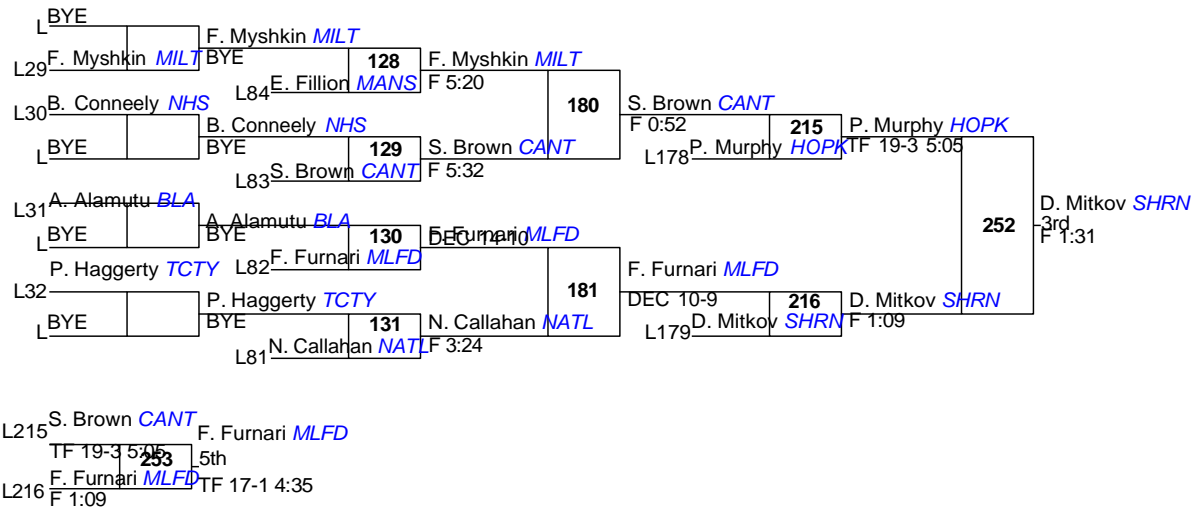 L BYE
F. Myshkin MILT
BYE
L29 F. Myshkin MILT
128
L84 E. Fillion MANS
F. Myshkin MILT
F 5:20
L30 B. Conneely NHS
B. Conneely NHS
BYE
L BYE
129
L83 S. Brown CANT
S. Brown CANT
F 5:32
180
S. Brown CANT
F 0:52
215
L178 P. Murphy HOPK
P. Murphy HOPK
TF 19-3 5:05
L31 A. Alamutu BLA
A. Alamutu BLA
BYE
L BYE
130
L82 F. Furnari MLFD
F. Furnari MLFD
DEC 14-10
P. Haggerty TCTY
L32
P. Haggerty TCTY
BYE
L BYE
131
L81 N. Callahan NATL
N. Callahan NATL
F 3:24
181
F. Furnari MLFD
DEC 10-9
216
L179 D. Mitkov SHRN
D. Mitkov SHRN
F 1:09
252
D. Mitkov SHRN
3rd
F 1:31
L215 S. Brown CANT
TF 19-3 5:05
253
L216 F. Furnari MLFD
F 1:09
F. Furnari MLFD
5th
TF 17-1 4:35